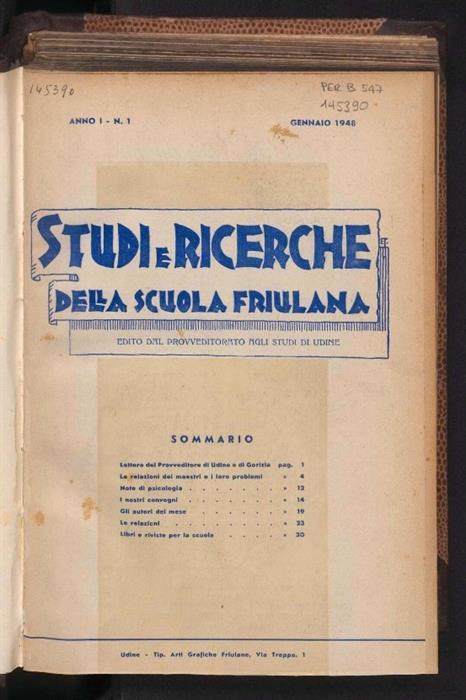 145390
PER B 547
145390
ANNO I - N. 1 GENNAIO 1948
STUDI E RICERCHE
DELLA SCUOLA FRIULANA
EDITO DAL PROVVEDITORATO AGLI STUDI DI UDINE
SOMMARIO
Lettera del Provveditore di Udine e di Gorizia pag. 1
Le relazioni dei maestri e i loro problemi » 4
Note di psicologia . . . . . . . . » 12
I nostri convegni . . . . . . . . » 14
Gli autori del mese . . . . . . . » 19
Le relazioni . . . . . . . . . » 23
Libri e riviste per la scuola . . . . . » 30
Udine - Tip. Arti Grafiche Friulane, Via Treppo, 1